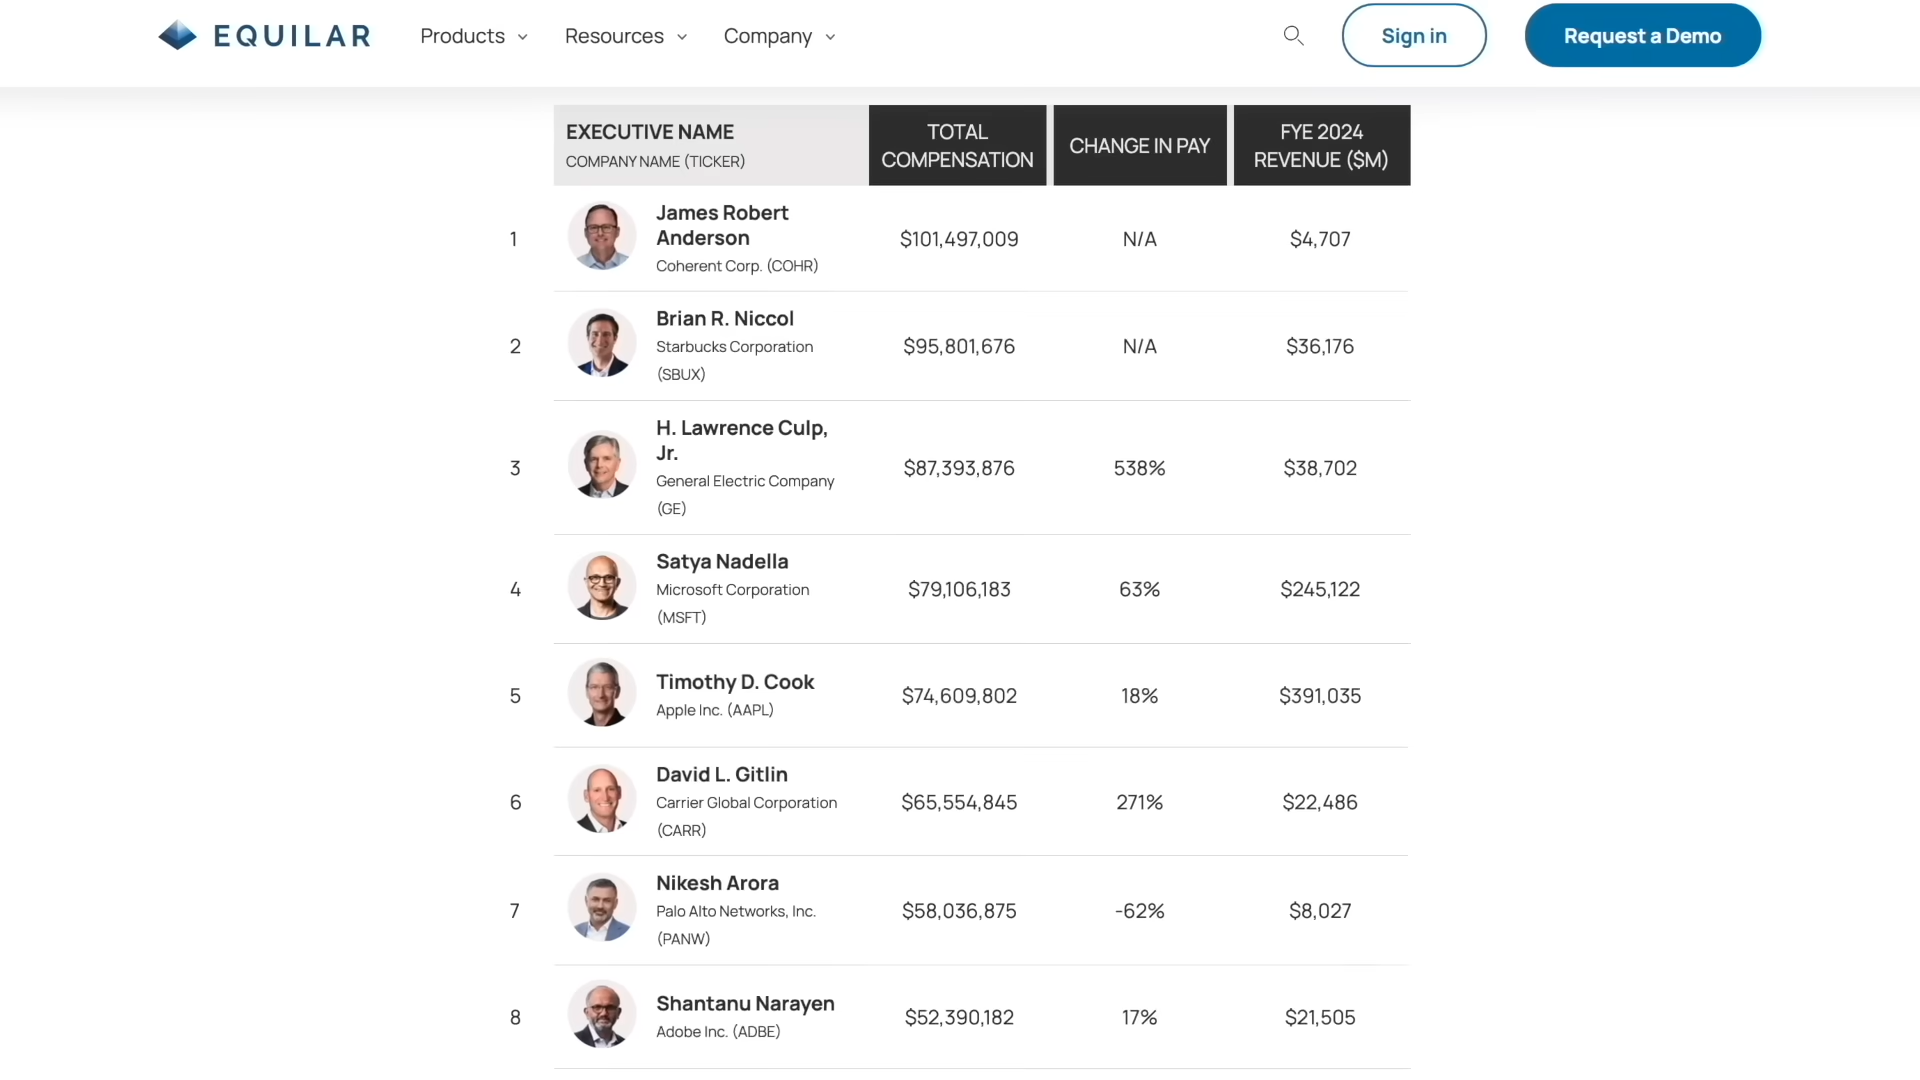 EQUILAR
Products
Resources
Company
Sign in
Request a Demo
EXECUTIVE NAME
COMPANY NAME (TICKER)
TOTAL
COMPENSATION
CHANGE IN PAY
FYE 2024
REVENUE ($M)
1
James Robert
Anderson
Coherent Corp. (COHR)
$101,497,009
N/A
$4,707
2
Brian R. Niccol
Starbucks Corporation
(SBUX)
$95,801,676
N/A
$36,176
3
H. Lawrence Culp,
Jr.
General Electric Company
(GE)
$87,393,876
538%
$38,702
4
Satya Nadella
Microsoft Corporation
(MSFT)
$79,106,183
63%
$245,122
5
Timothy D. Cook
Apple Inc. (AAPL)
$74,609,802
18%
$391,035
6
David L. Gitlin
Carrier Global Corporation
(CARR)
$65,554,845
271%
$22,486
7
Nikesh Arora
Palo Alto Networks, Inc.
(PANW)
$58,036,875
-62%
$8,027
8
Shantanu Narayen
Adobe Inc. (ADBE)
$52,390,182
17%
$21,505